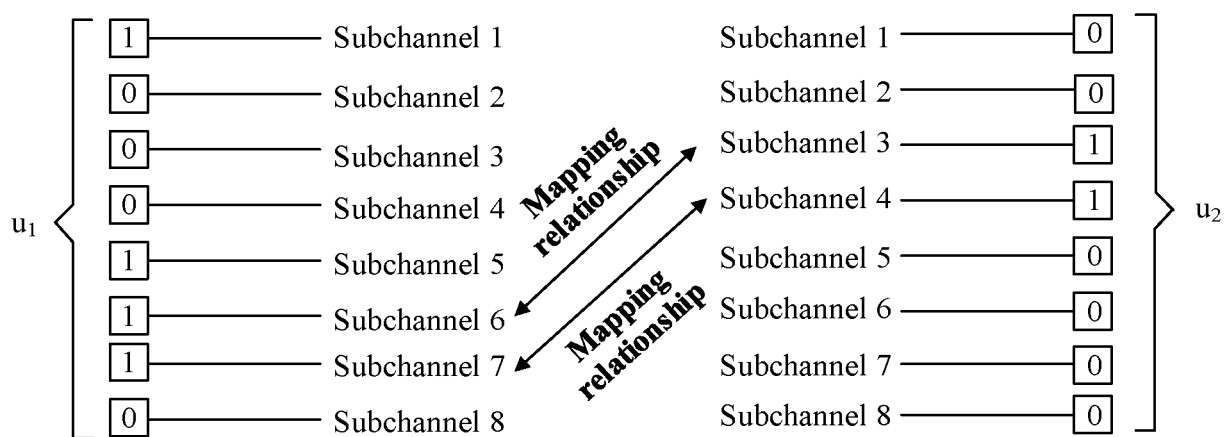 1 Subchannel 1
0 Subchannel 2
0 Subchannel 3
0 Subchannel 4
1 Subchannel 5
1 Subchannel 6
1 Subchannel 7
0 Subchannel 8
u₁
Mapping
relationship
Mapping
relationship
Subchannel 1 0
Subchannel 2 0
Subchannel 3 1
Subchannel 4 1
Subchannel 5 0
Subchannel 6 0
Subchannel 7 0
Subchannel 8 0
u₂